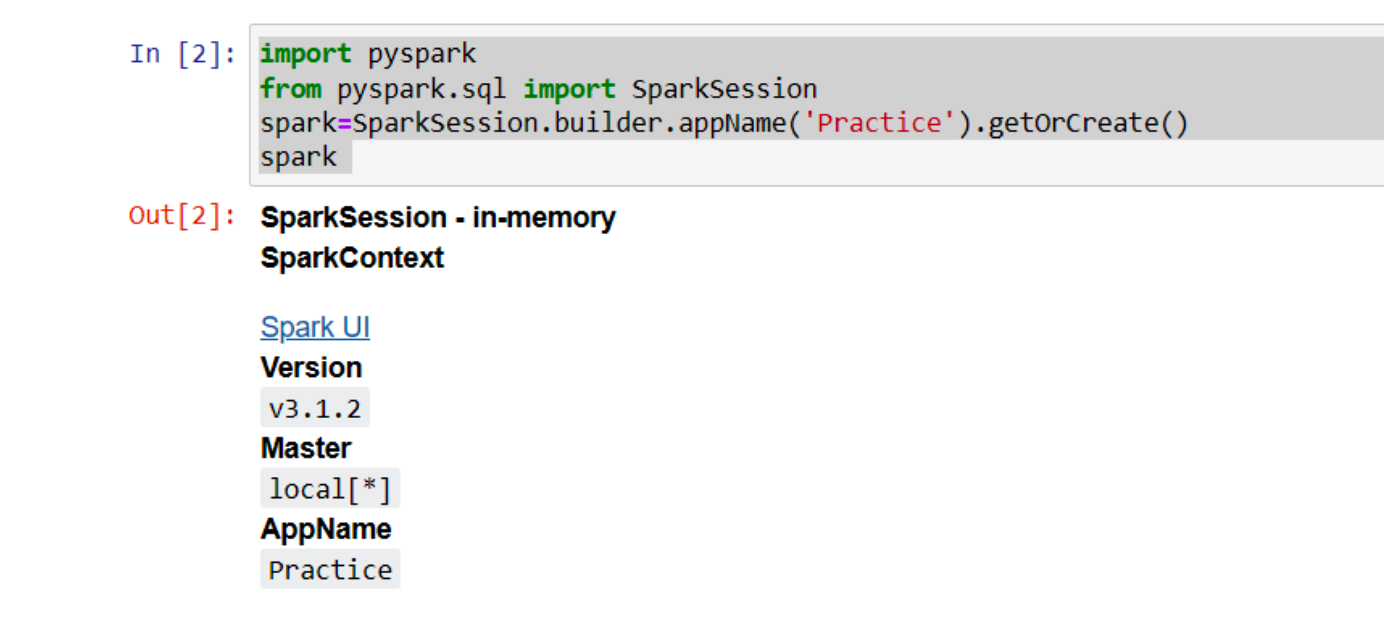 In [2]: import pyspark
from pyspark.sql import SparkSession
spark=SparkSession.builder.appName('Practice').getOrCreate()
spark
Out[2]: SparkSession - in-memory
SparkContext
Spark UI
Version
v3.1.2
Master
local[*]
AppName
Practice